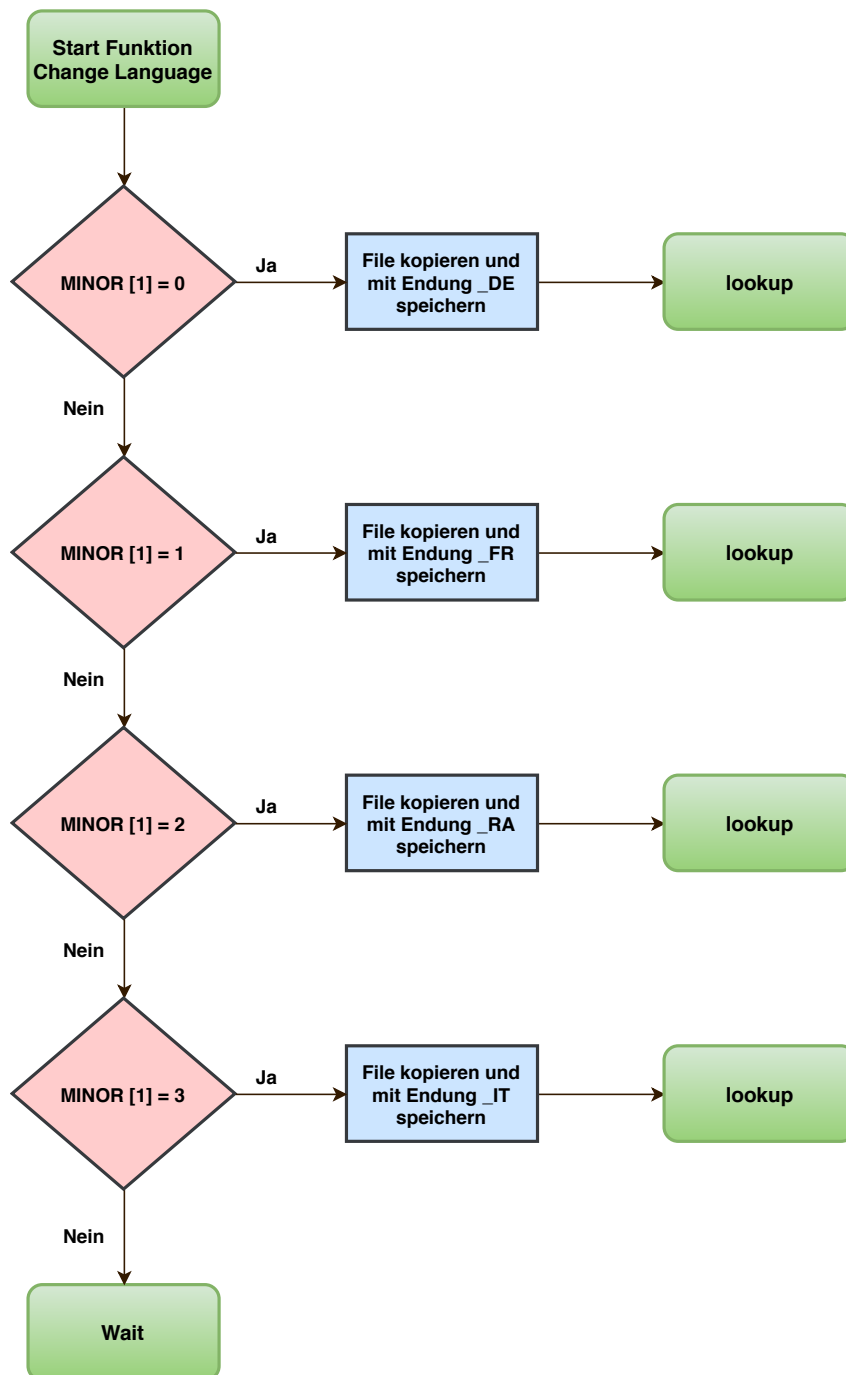 Start Funktion
Change Language
MINOR [1] = 0
Ja
File kopieren und
mit Endung _DE
speichern
lookup
Nein
MINOR [1] = 1
Ja
File kopieren und
mit Endung _FR
speichern
lookup
Nein
MINOR [1] = 2
Ja
File kopieren und
mit Endung _RA
speichern
lookup
Nein
MINOR [1] = 3
Ja
File kopieren und
mit Endung _IT
speichern
lookup
Nein
Wait